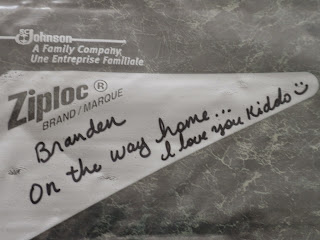 SC Johnson
A Family Company
Une Entreprise Familiale
Ziploc®
BRAND / MARQUE
Branden
On the way home...
I love you Kiddo